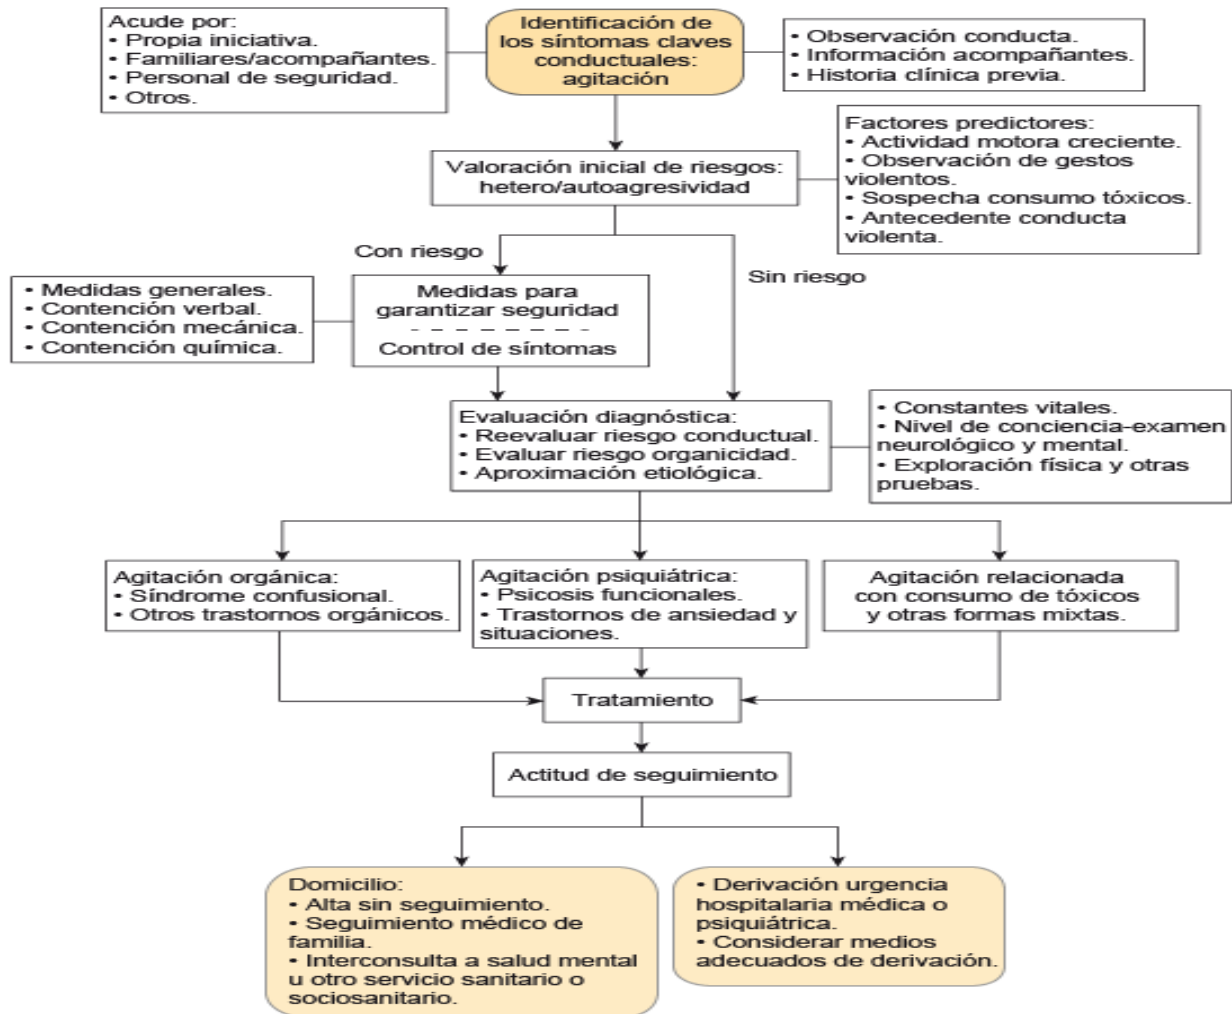 Acude por:
• Propia iniciativa.
• Familiares/acompañantes.
• Personal de seguridad.
• Otros.
Identificación de
los síntomas claves
conductuales:
agitación
• Observación conducta.
• Información acompañantes.
• Historia clínica previa.
Valoración inicial de riesgos:
hetero/autoagresividad
Factores predictores:
• Actividad motora creciente.
• Observación de gestos
violentos.
• Sospecha consumo tóxicos.
• Antecedente conducta
violenta.
Con riesgo
Sin riesgo
• Medidas generales.
• Contención verbal.
• Contención mecánica.
• Contención química.
Medidas para
garantizar seguridad
Control de síntomas
Evaluación diagnóstica:
• Reevaluar riesgo conductual.
• Evaluar riesgo organicidad.
• Aproximación etiológica.
• Constantes vitales.
• Nivel de conciencia-examen
neurológico y mental.
• Exploración física y otras
pruebas.
Agitación orgánica:
• Síndrome confusional.
• Otros trastornos orgánicos.
Agitación psiquiátrica:
• Psicosis funcionales.
• Trastornos de ansiedad y
situaciones.
Agitación relacionada
con consumo de tóxicos
y otras formas mixtas.
Tratamiento
Actitud de seguimiento
Domicilio:
• Alta sin seguimiento.
• Seguimiento médico de
familia.
• Interconsulta a salud mental
u otro servicio sanitario o
sociosanitario.
• Derivación urgencia
hospitalaria médica o
psiquiátrica.
• Considerar medios
adecuados de derivación.